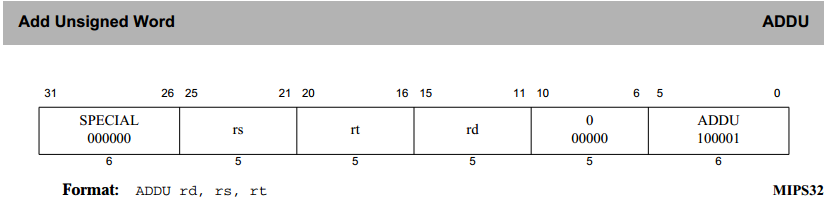 Add Unsigned Word ADDU
31 26 25 21 20 16 15 11 10 6 5 0
SPECIAL 0 ADDU
rs rt rd
000000 00000 100001
6 5 5 5 5 6
Format: ADDU rd, rs, rt MIPS32